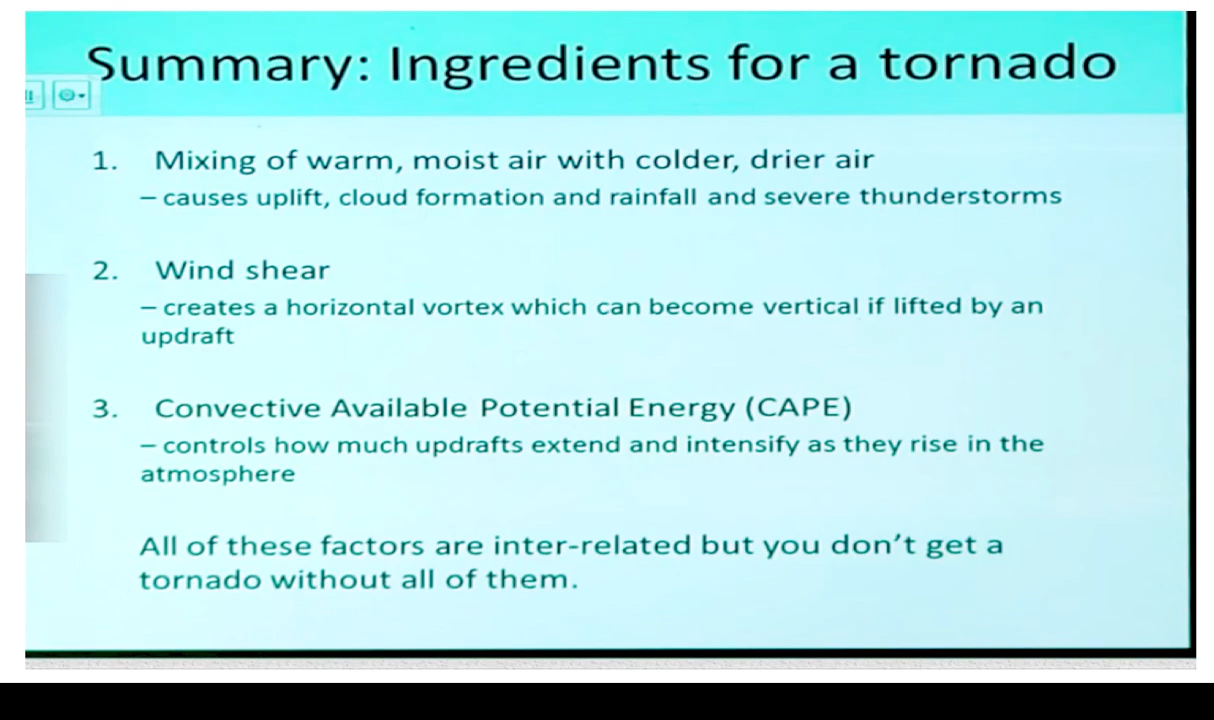 Summary: Ingredients for a tornado
1. Mixing of warm, moist air with colder, drier air
– causes uplift, cloud formation and rainfall and severe thunderstorms
2. Wind shear
– creates a horizontal vortex which can become vertical if lifted by an
updraft
3. Convective Available Potential Energy (CAPE)
– controls how much updrafts extend and intensify as they rise in the
atmosphere
All of these factors are inter-related but you don't get a
tornado without all of them.